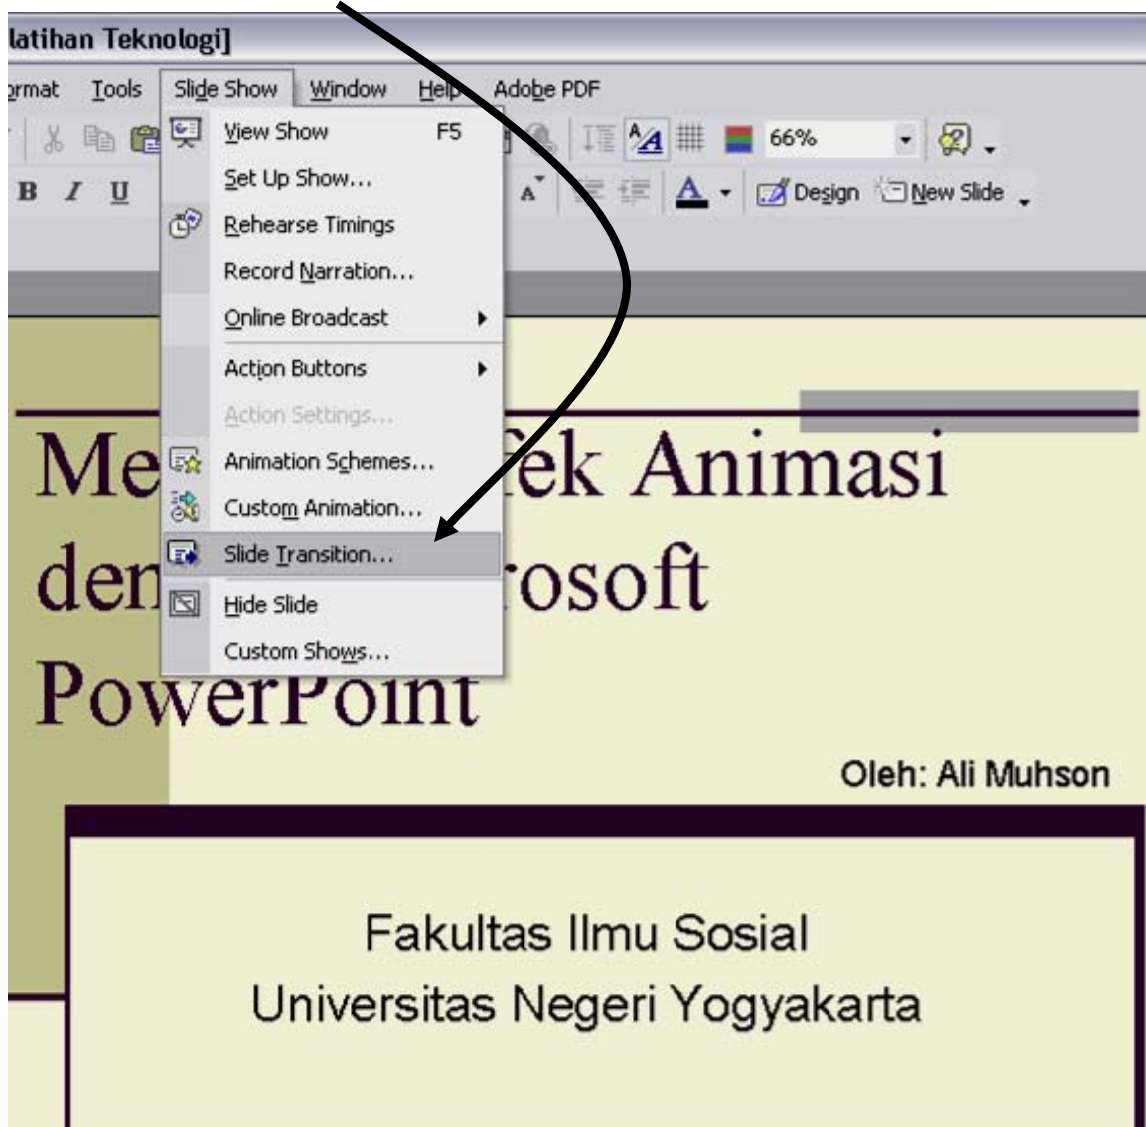 latihan Teknologi]
ormat Tools Slide Show Window Help Adobe PDF
View Show F5
66%
Set Up Show...
B I U A A Design New Slide
Rehearse Timings
Record Narration...
Online Broadcast
Action Buttons
Action Settings...
Animation Schemes...
Custom Animation...
Slide Transition...
Hide Slide
Custom Shows...
Me fek Animasi
den rosoft
PowerPoint
Oleh: Ali Muhson
Fakultas Ilmu Sosial
Universitas Negeri Yogyakarta